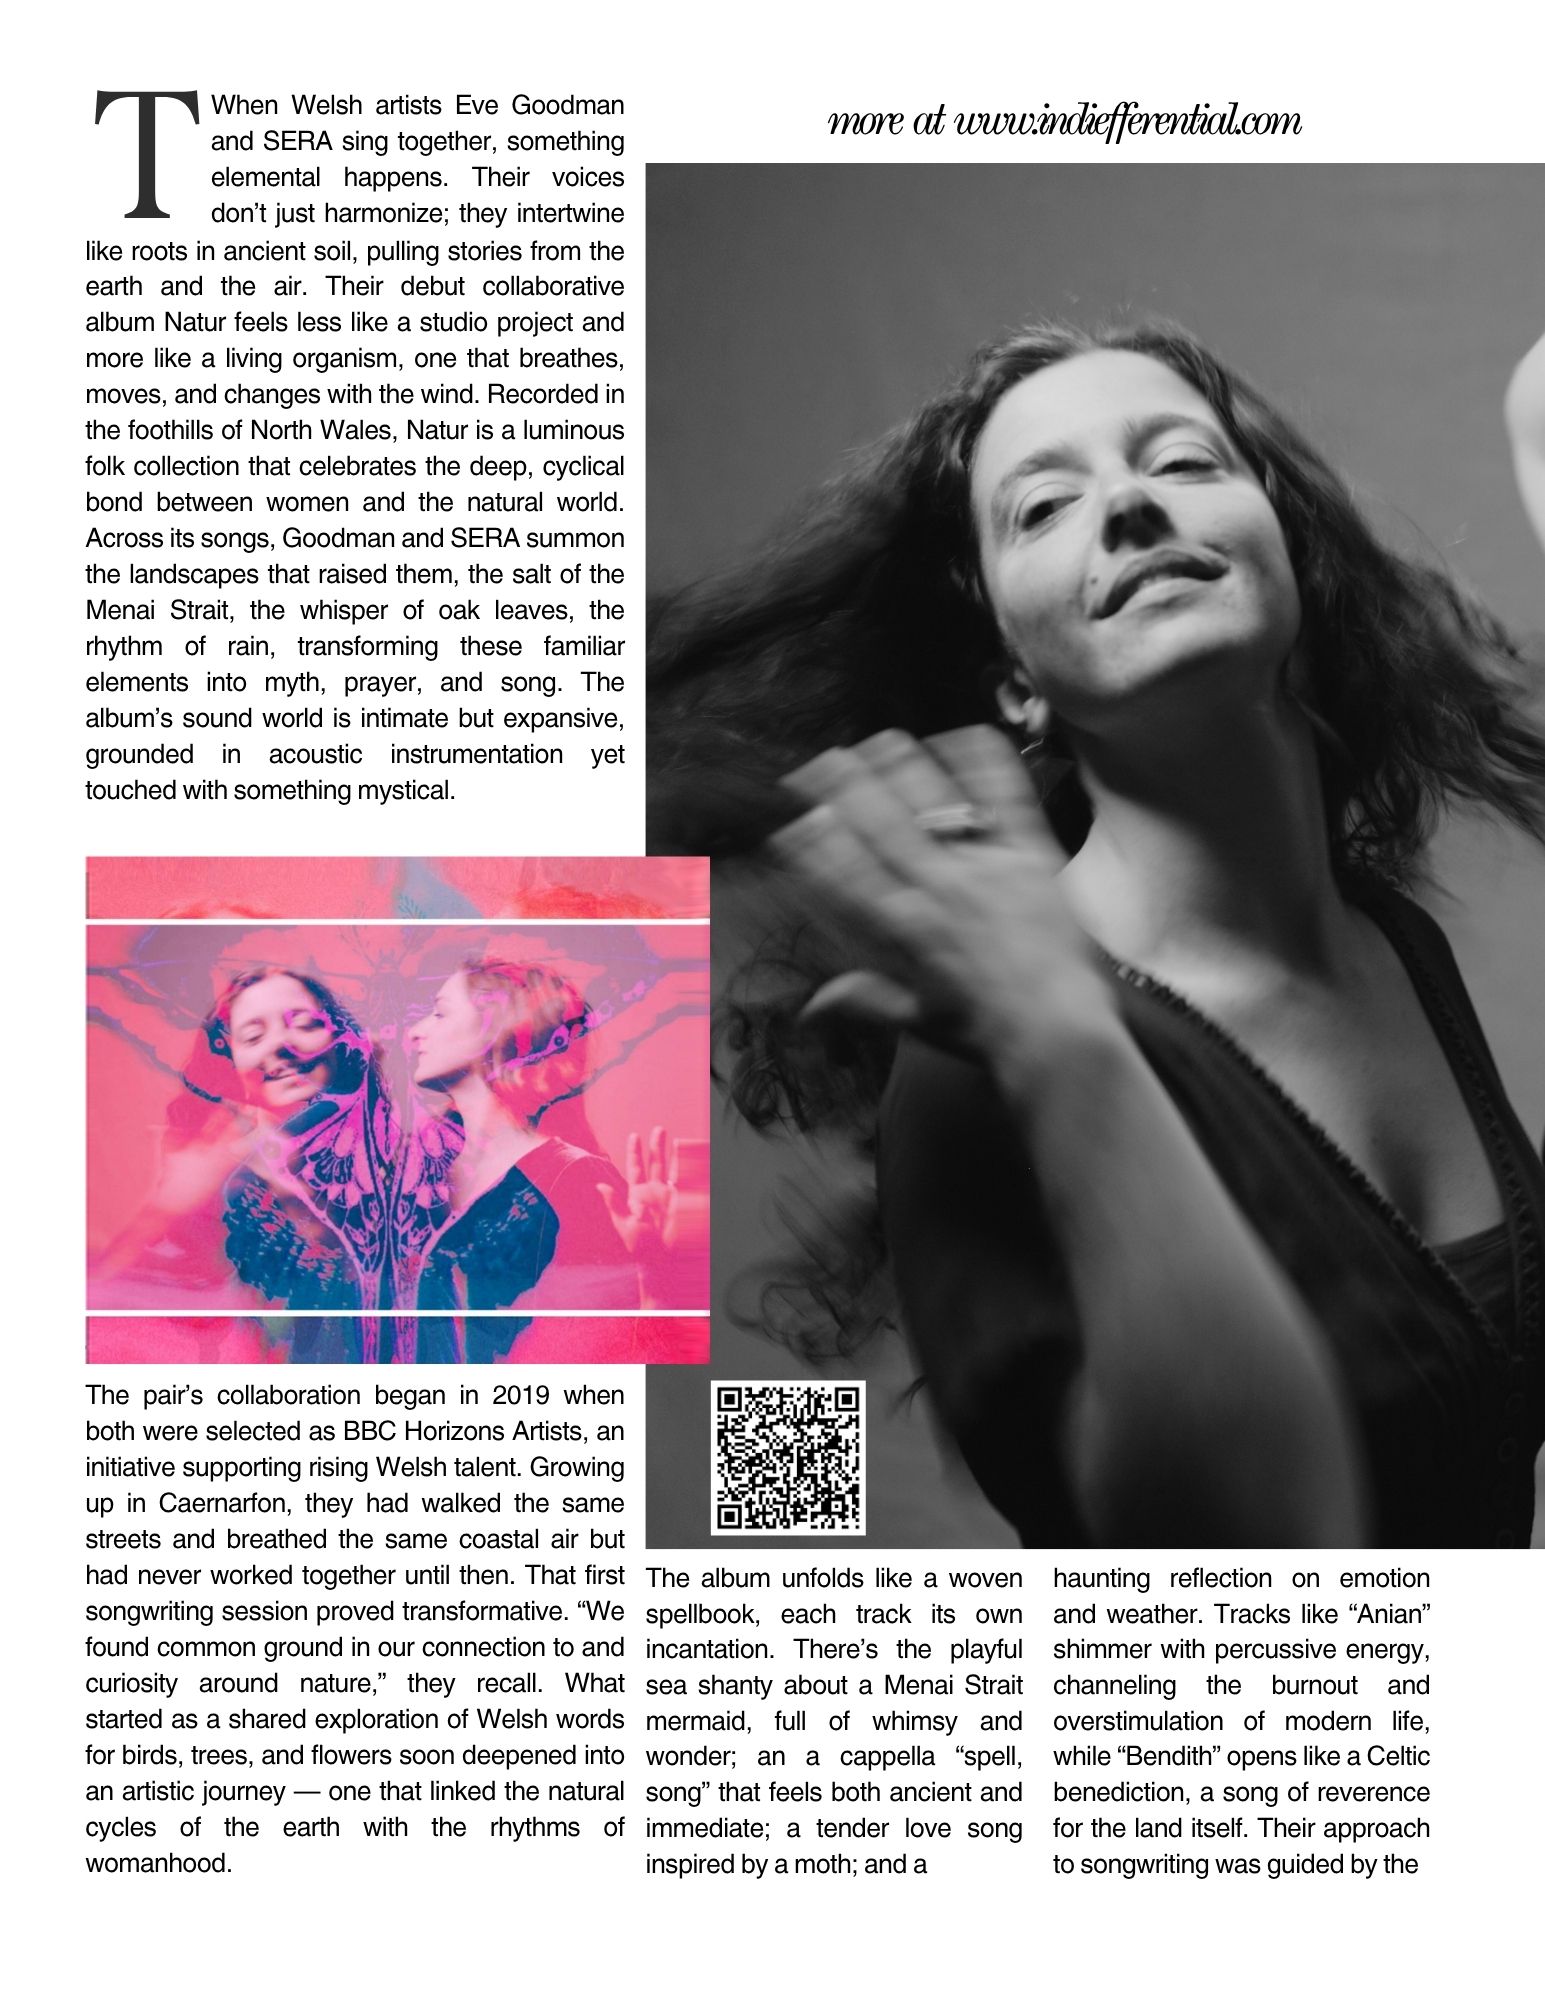 T
When Welsh artists Eve Goodman
and SERA sing together, something
elemental happens. Their voices
don’t just harmonize; they intertwine
like roots in ancient soil, pulling stories from the
earth and the air. Their debut collaborative
album Natur feels less like a studio project and
more like a living organism, one that breathes,
moves, and changes with the wind. Recorded in
the foothills of North Wales, Natur is a luminous
folk collection that celebrates the deep, cyclical
bond between women and the natural world.
Across its songs, Goodman and SERA summon
the landscapes that raised them, the salt of the
Menai Strait, the whisper of oak leaves, the
rhythm of rain, transforming these familiar
elements into myth, prayer, and song. The
album’s sound world is intimate but expansive,
grounded in acoustic instrumentation yet
touched with something mystical.
more at www.indiefferential.com
The pair’s collaboration began in 2019 when
both were selected as BBC Horizons Artists, an
initiative supporting rising Welsh talent. Growing
up in Caernarfon, they had walked the same
streets and breathed the same coastal air but
had never worked together until then. That first
songwriting session proved transformative. “We
found common ground in our connection to and
curiosity around nature,” they recall. What
started as a shared exploration of Welsh words
for birds, trees, and flowers soon deepened into
an artistic journey — one that linked the natural
cycles of the earth with the rhythms of
womanhood.
The album unfolds like a woven
spellbook, each track its own
incantation. There’s the playful
sea shanty about a Menai Strait
mermaid, full of whimsy and
wonder; an a cappella “spell,
song” that feels both ancient and
immediate; a tender love song
inspired by a moth; and a
haunting reflection on emotion
and weather. Tracks like “Anian”
shimmer with percussive energy,
channeling the burnout and
overstimulation of modern life,
while “Bendith” opens like a Celtic
benediction, a song of reverence
for the land itself. Their approach
to songwriting was guided by the